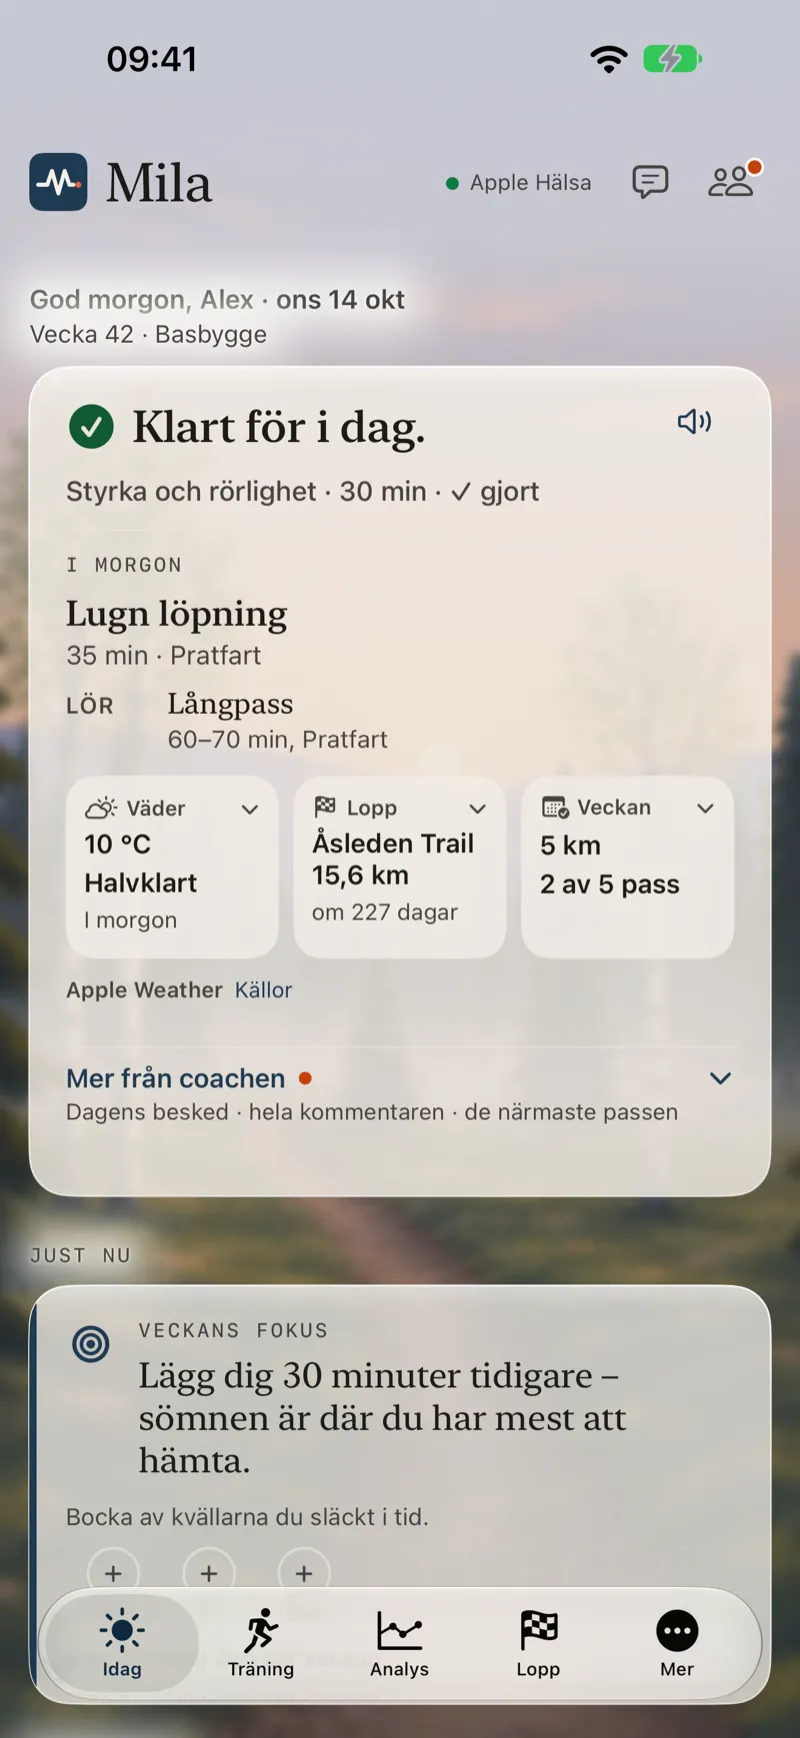 09:41
Mila
Apple Hälsa
God morgon, Alex · ons 14 okt
Vecka 42 · Basbygge
Klart för i dag.
Styrka och rörlighet · 30 min · ✓ gjort
I MORGON
Lugn löpning
35 min · Pratfart
LÖR Långpass
60–70 min, Pratfart
Väder
10 °C
Halvklart
I morgon
Lopp
Åsleden Trail
15,6 km
om 227 dagar
Veckan
5 km
2 av 5 pass
Apple Weather Källor
Mer från coachen
Dagens besked · hela kommentaren · de närmaste passen
JUST NU
VECKANS FOKUS
Lägg dig 30 minuter tidigare –
sömnen är där du har mest att
hämta.
Bocka av kvällarna du släckt i tid.
+ + +
Idag Träning Analys Lopp Mer